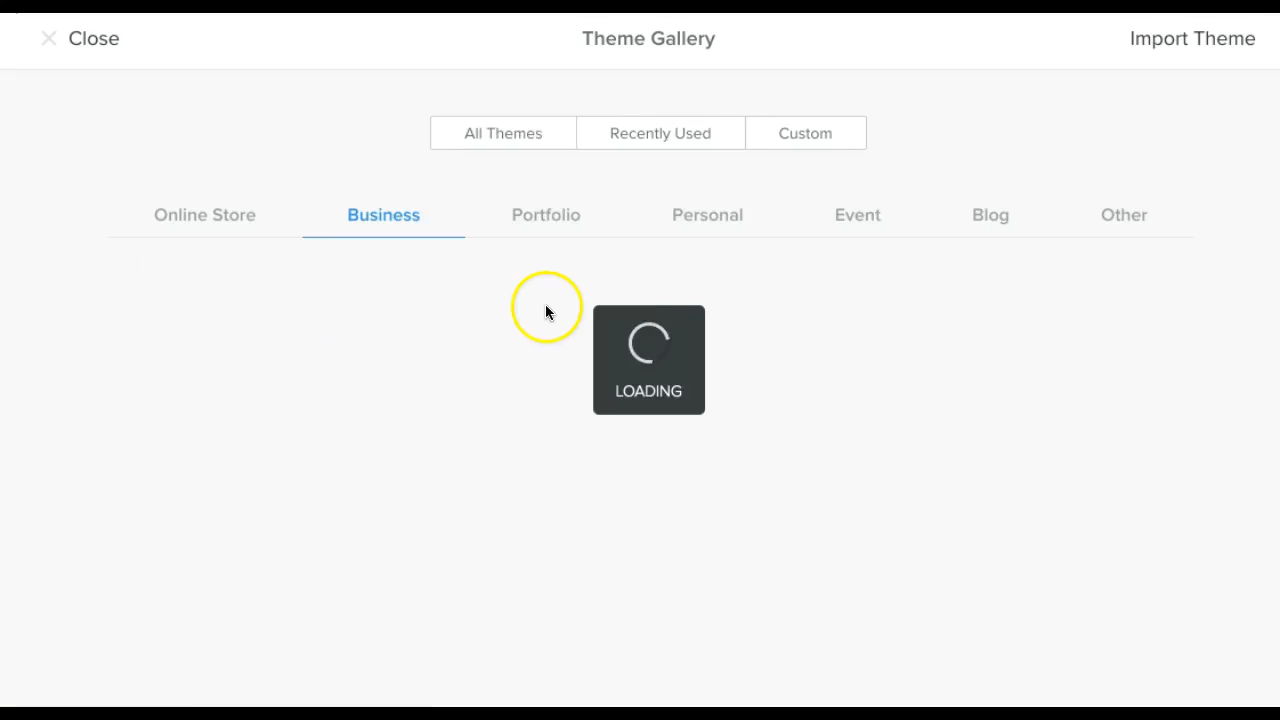 Close Theme Gallery Import Theme
All Themes Recently Used Custom
Online Store Business Portfolio Personal Event Blog Other
LOADING